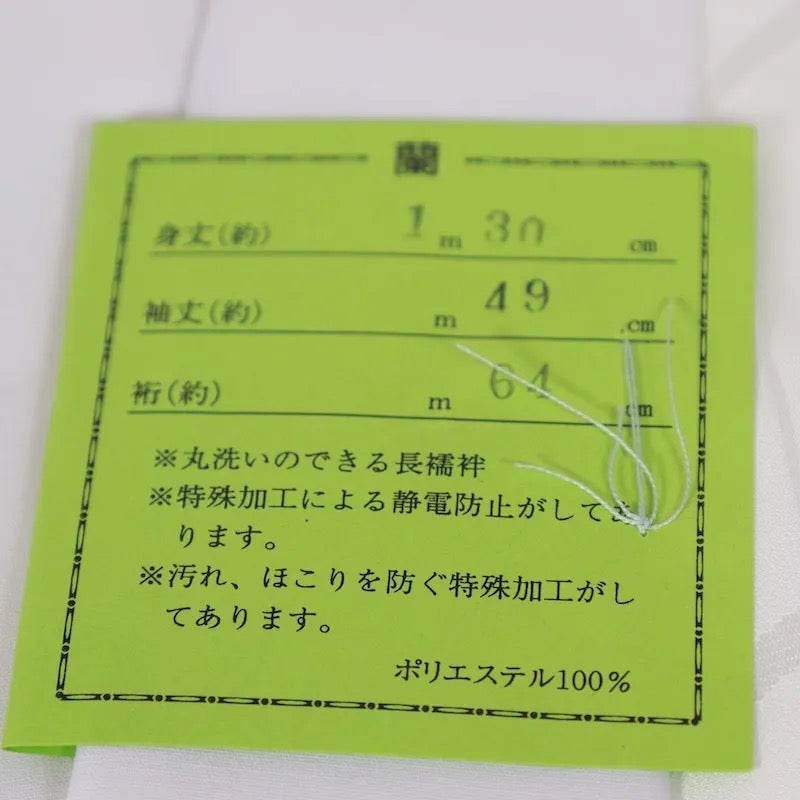 蘭
身丈(約) 1 m 30 cm
袖丈(約) m 49 cm
裄(約) m 64 cm
※丸洗いのできる長襦袢
※特殊加工による静電防止がしてあ
ります。
※汚れ、ほこりを防ぐ特殊加工がし
てあります。
ポリエステル100%